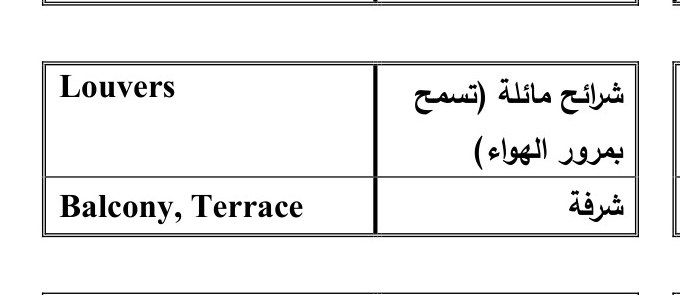 Louvers
شرائح مائلة (تسمح
بمرور الهواء)
Balcony, Terrace
شرفة